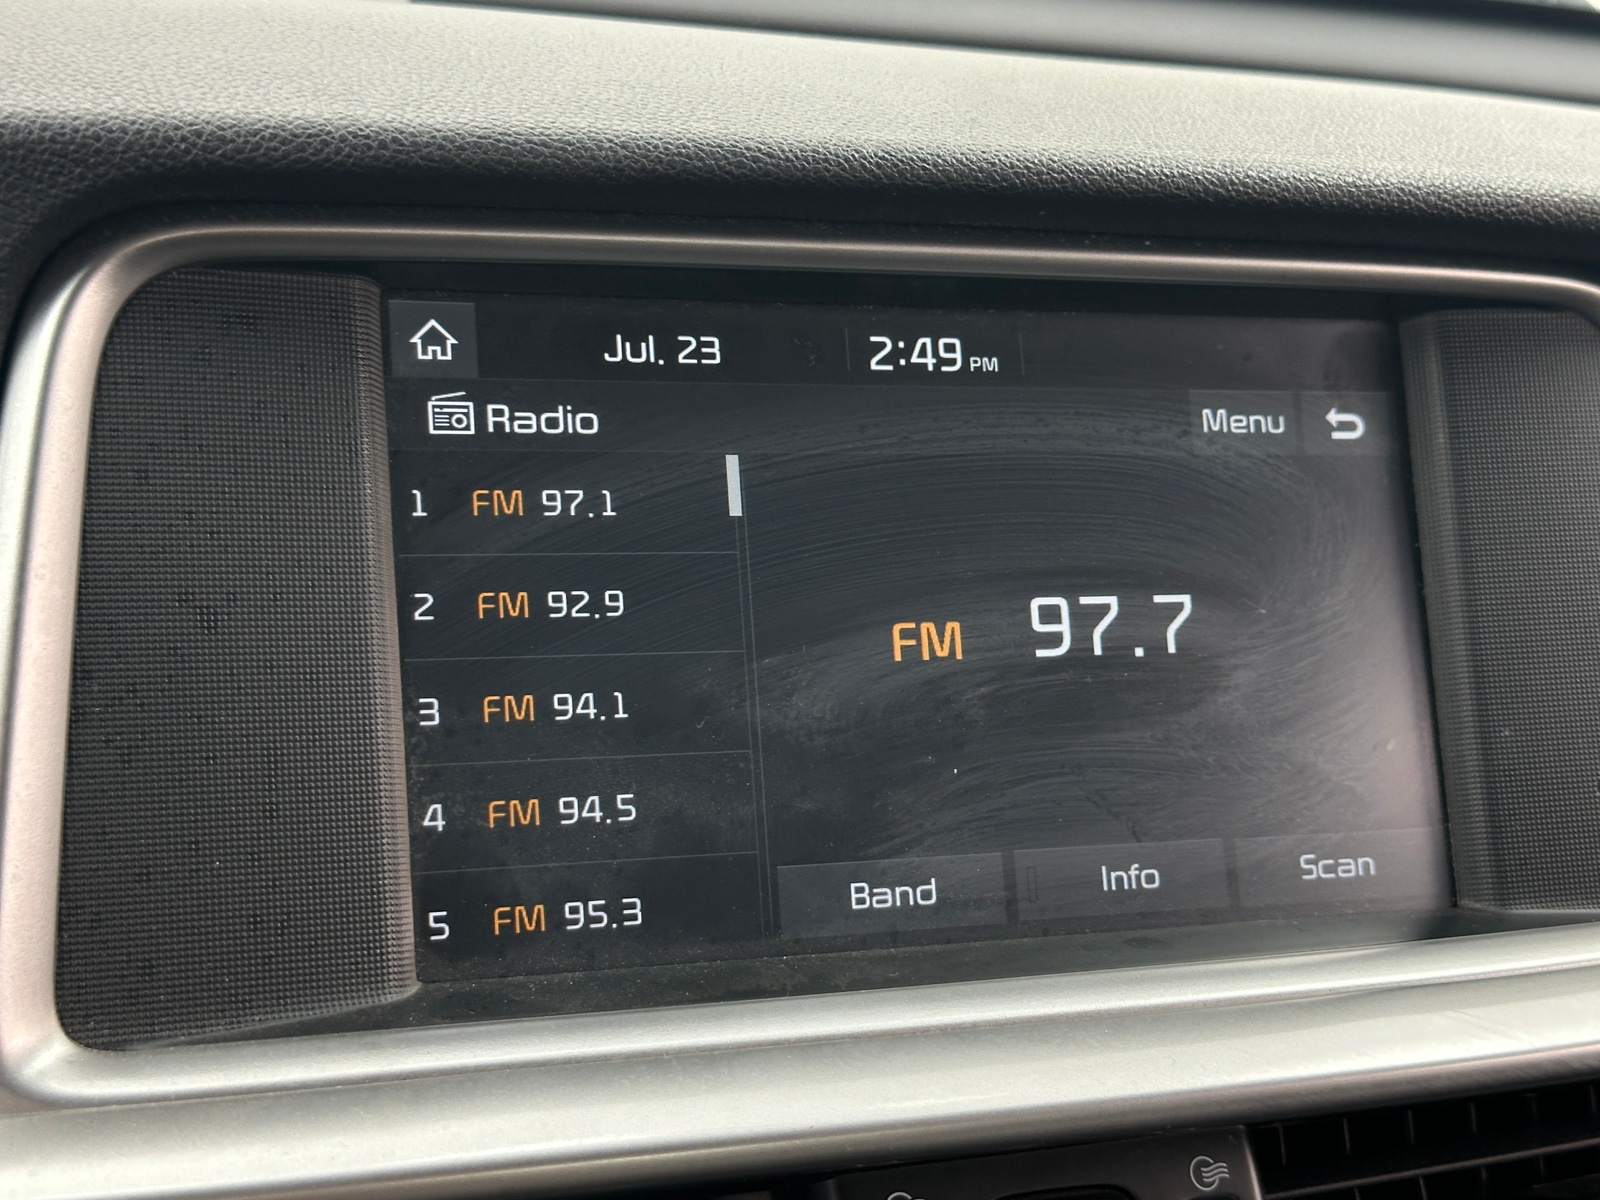 Jul. 23 2:49 PM
Radio Menu
1 FM 97.1
2 FM 92.9
3 FM 94.1
4 FM 94.5
5 FM 95.3
FM 97.7
Band Info Scan